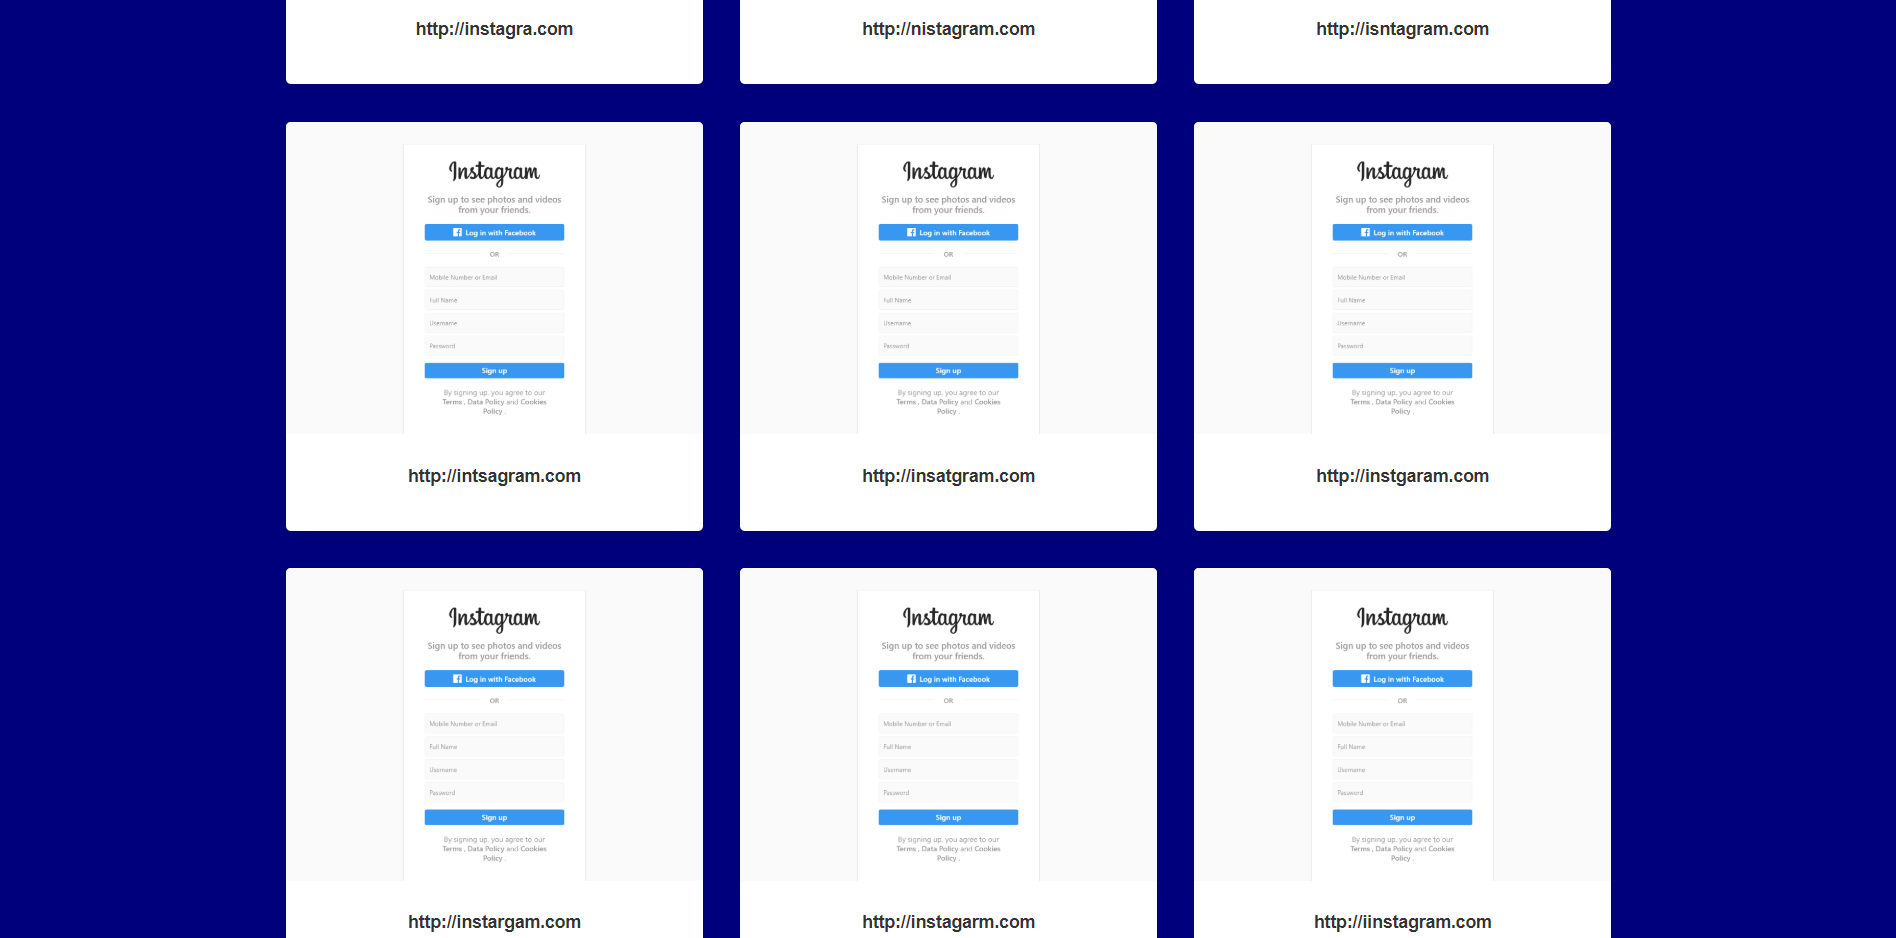 http://instagra.com
http://nistagram.com
http://isntagram.com
Instagram
Sign up to see photos and videos
from your friends.
Log in with Facebook
OR
Mobile Number or Email
Full Name
Username
Password
Sign up
By signing up, you agree to our
Terms , Data Policy and Cookies
Policy .
http://intsagram.com
Instagram
Sign up to see photos and videos
from your friends.
Log in with Facebook
OR
Mobile Number or Email
Full Name
Username
Password
Sign up
By signing up, you agree to our
Terms , Data Policy and Cookies
Policy .
http://insatgram.com
Instagram
Sign up to see photos and videos
from your friends.
Log in with Facebook
OR
Mobile Number or Email
Full Name
Username
Password
Sign up
By signing up, you agree to our
Terms , Data Policy and Cookies
Policy .
http://instgaram.com
Instagram
Sign up to see photos and videos
from your friends.
Log in with Facebook
OR
Mobile Number or Email
Full Name
Username
Password
Sign up
By signing up, you agree to our
Terms , Data Policy and Cookies
Policy .
http://instargam.com
Instagram
Sign up to see photos and videos
from your friends.
Log in with Facebook
OR
Mobile Number or Email
Full Name
Username
Password
Sign up
By signing up, you agree to our
Terms , Data Policy and Cookies
Policy .
http://instagarm.com
Instagram
Sign up to see photos and videos
from your friends.
Log in with Facebook
OR
Mobile Number or Email
Full Name
Username
Password
Sign up
By signing up, you agree to our
Terms , Data Policy and Cookies
Policy .
http://iinstagram.com